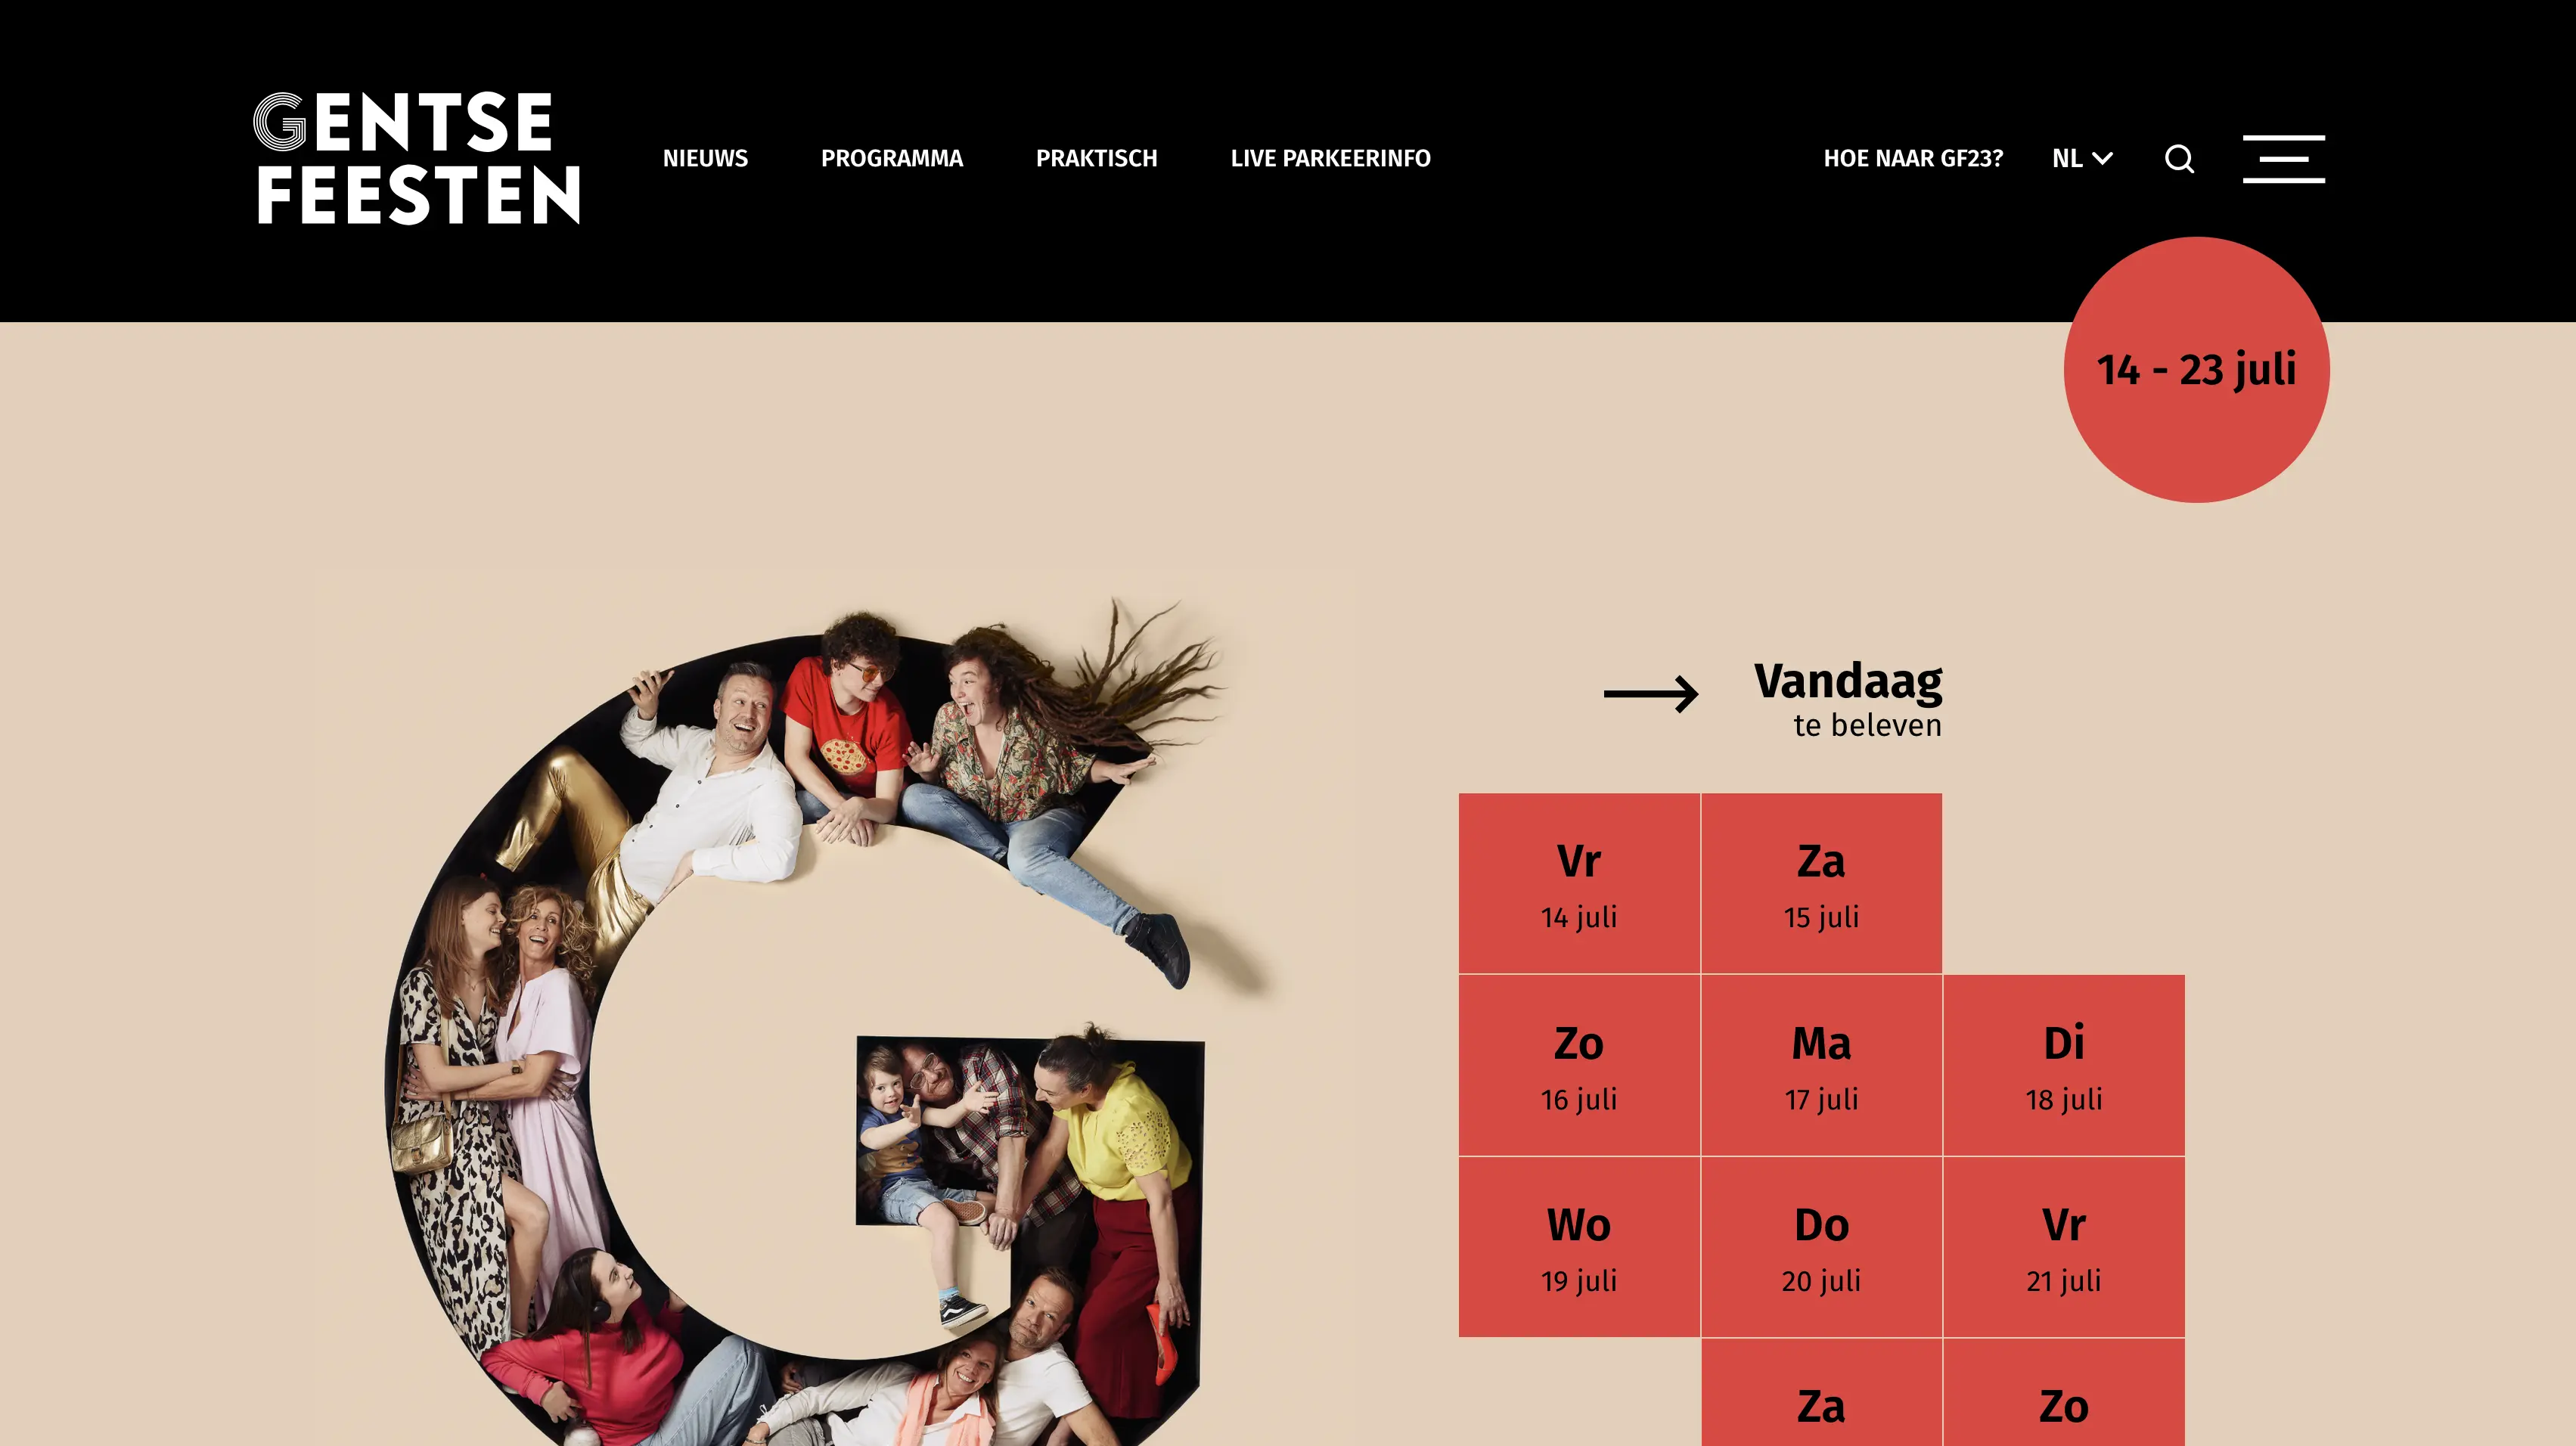 GENTSE
FEESTEN
NIEUWS
PROGRAMMA
PRAKTISCH
LIVE PARKEERINFO
HOE NAAR GF23?
NL
14 - 23 juli
Vandaag
te beleven
Vr
14 juli
Za
15 juli
Zo
16 juli
Ma
17 juli
Di
18 juli
Wo
19 juli
Do
20 juli
Vr
21 juli
Za
Zo